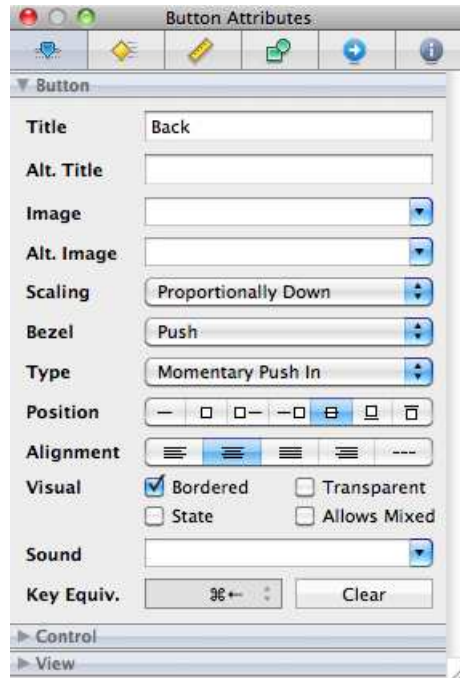 Button Attributes
Button
Title Back
Alt. Title
Image
Alt. Image
Scaling Proportionally Down
Bezel Push
Type Momentary Push In
Position
Alignment
Visual Bordered Transparent
State Allows Mixed
Sound
Key Equiv. ⌘← Clear
Control
View